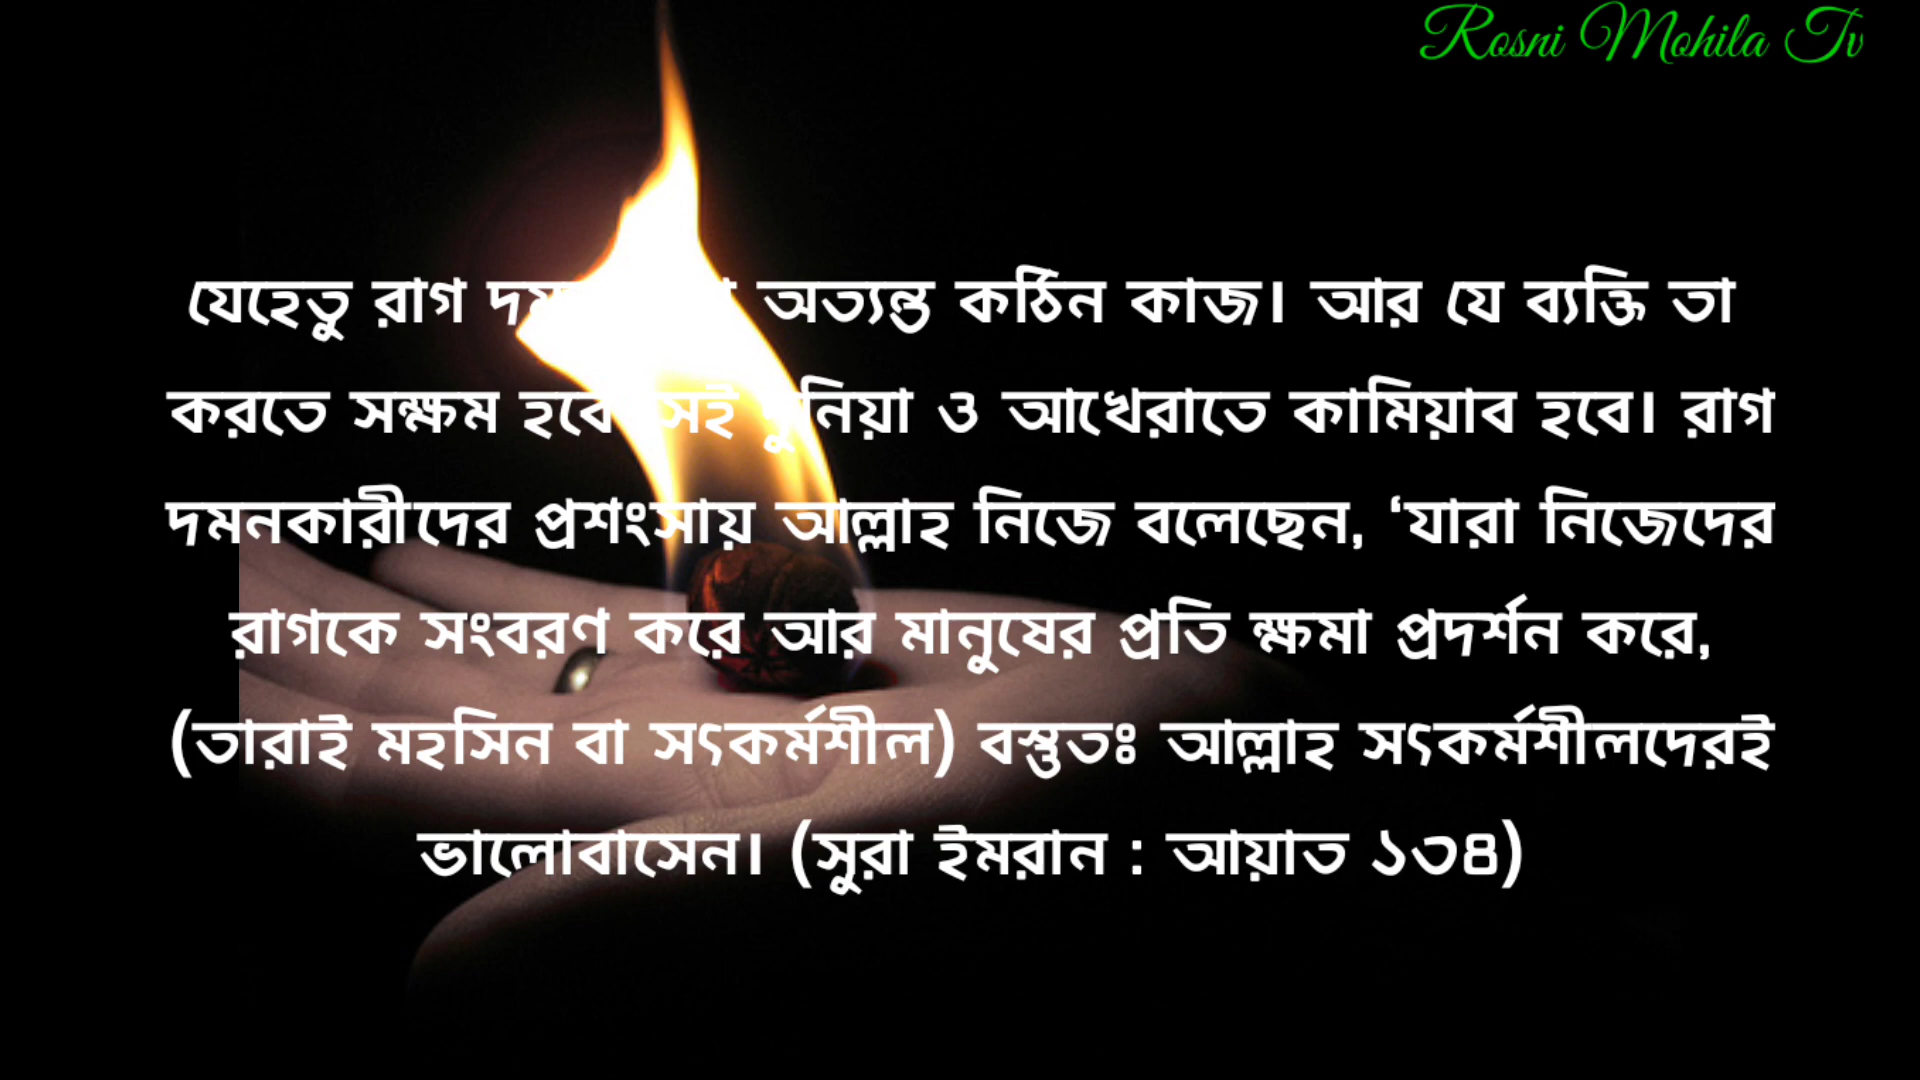 Rosni Mohila Tv
যেহেতু রাগ অত্যন্ত কঠিন কাজ। আর যে ব্যক্তি তা
করতে সক্ষম হবে সেই দুনিয়া ও আখেরাতে কামিয়াব হবে। রাগ
দমনকারীদের প্রশংসায় আল্লাহ নিজে বলেছেন, ‘যারা নিজেদের
রাগকে সংবরণ করে আর মানুষের প্রতি ক্ষমা প্রদর্শন করে,
(তারাই মহসিন বা সৎকর্মশীল) বস্তুতঃ আল্লাহ সৎকর্মশীলদেরই
ভালোবাসেন। (সুরা ইমরান : আয়াত ১৩৪)